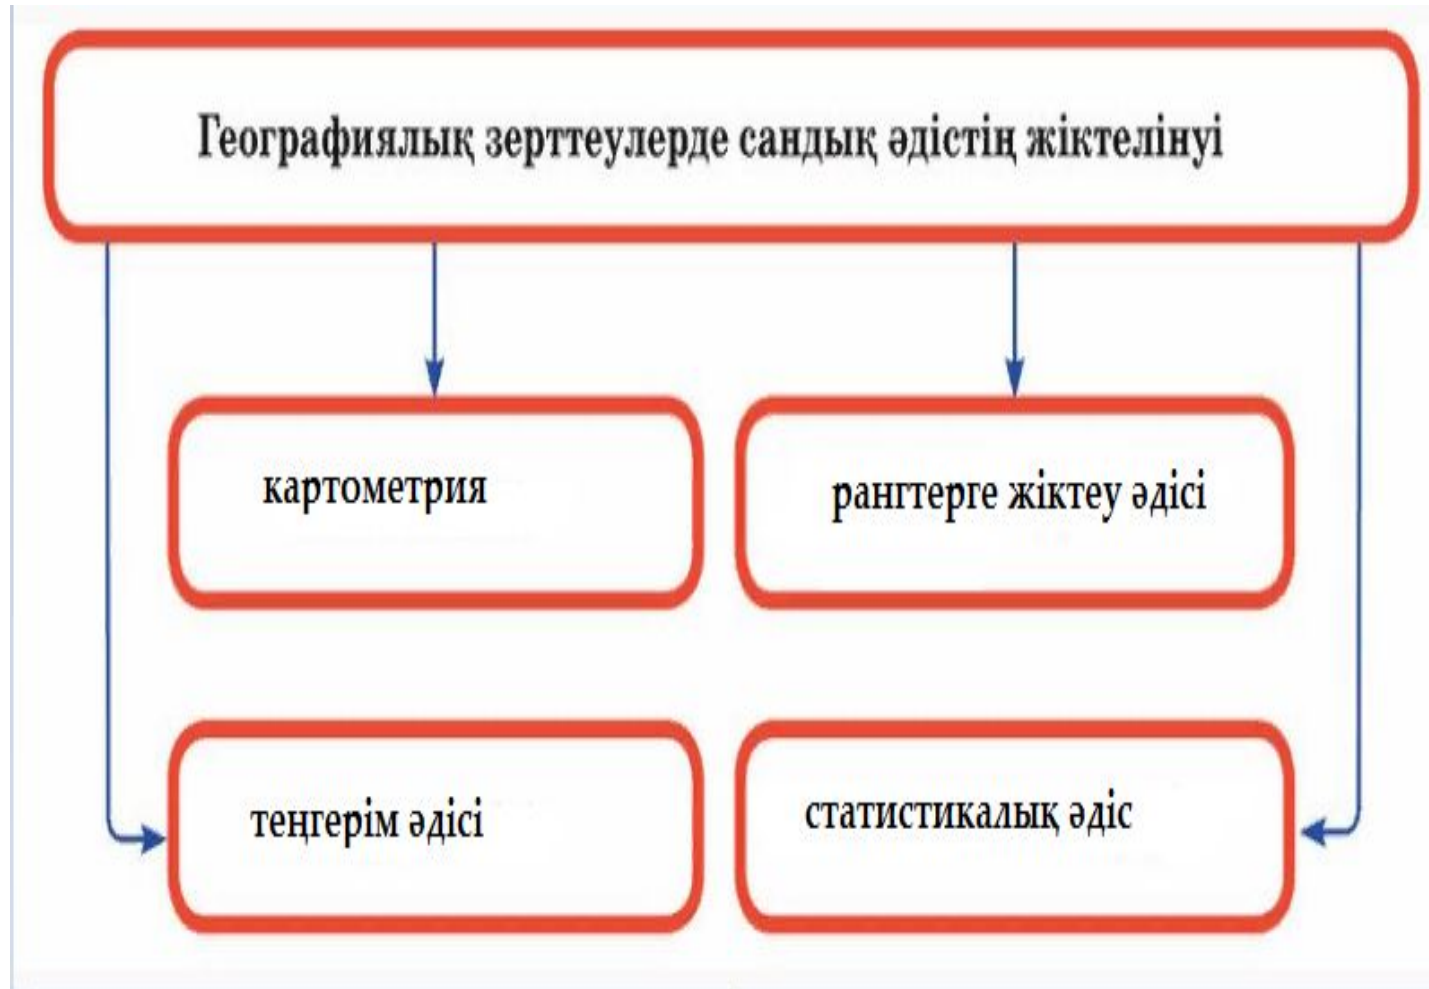 Географиялық зерттеулерде сандық әдістің жіктелінуі
картометрия
рангтерге жіктеу әдісі
теңгерім әдісі
статистикалық әдіс